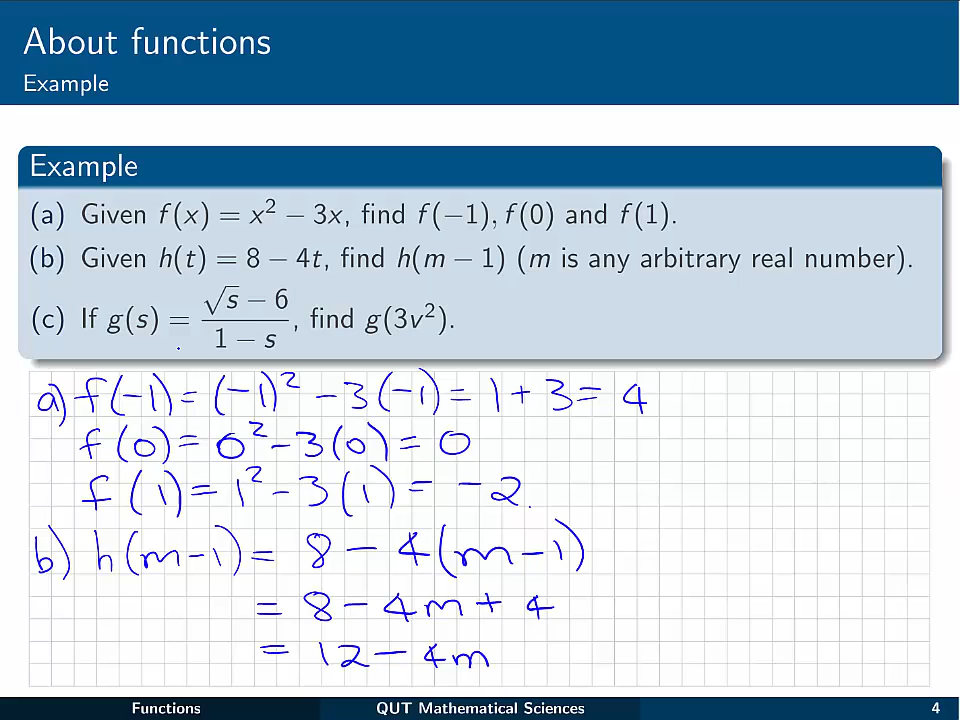 About functions
Example
Example
(a) Given f(x) = x² − 3x, find f(−1), f(0) and f(1).
(b) Given h(t) = 8 − 4t, find h(m − 1) (m is any arbitrary real number).
(c) If g(s) = (√s − 6)/(1 − s), find g(3v²).
a) f(-1) = (-1)² - 3(-1) = 1 + 3 = 4
f(0) = 0² - 3(0) = 0
f(1) = 1² - 3(1) = -2.
b) h(m-1) = 8 - 4(m-1)
= 8 - 4m + 4
= 12 - 4m
Functions QUT Mathematical Sciences 4